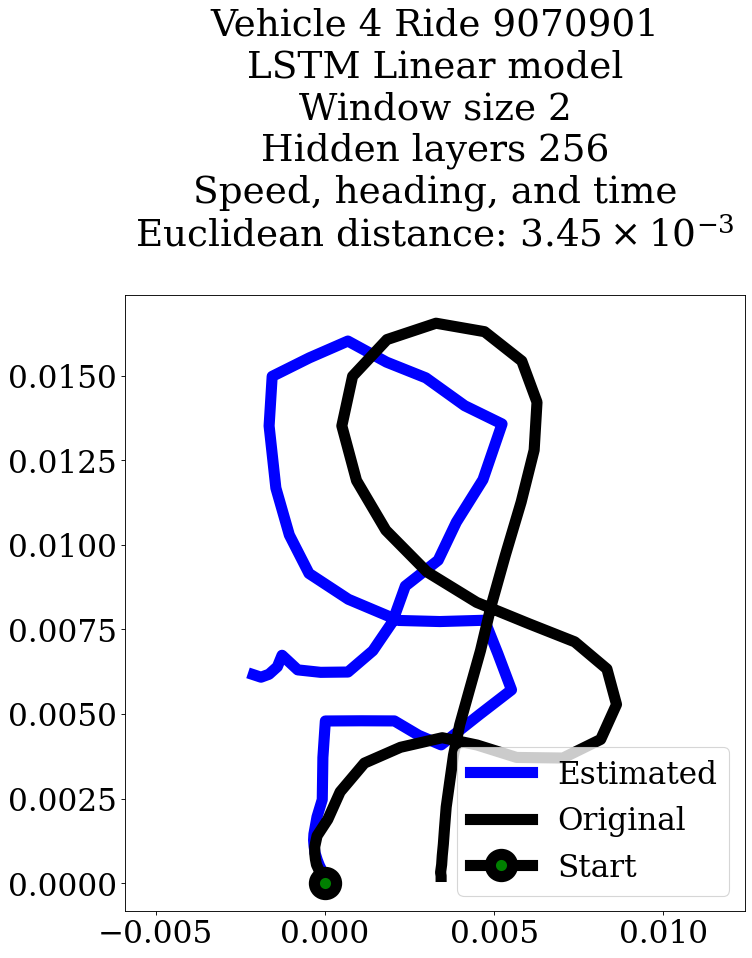 Vehicle 4 Ride 9070901
LSTM Linear model
Window size 2
Hidden layers 256
Speed, heading, and time
Euclidean distance: 3.45 × 10⁻³
0.0150
0.0125
0.0100
0.0075
0.0050
0.0025
0.0000
Estimated
Original
Start
−0.005 0.000 0.005 0.010